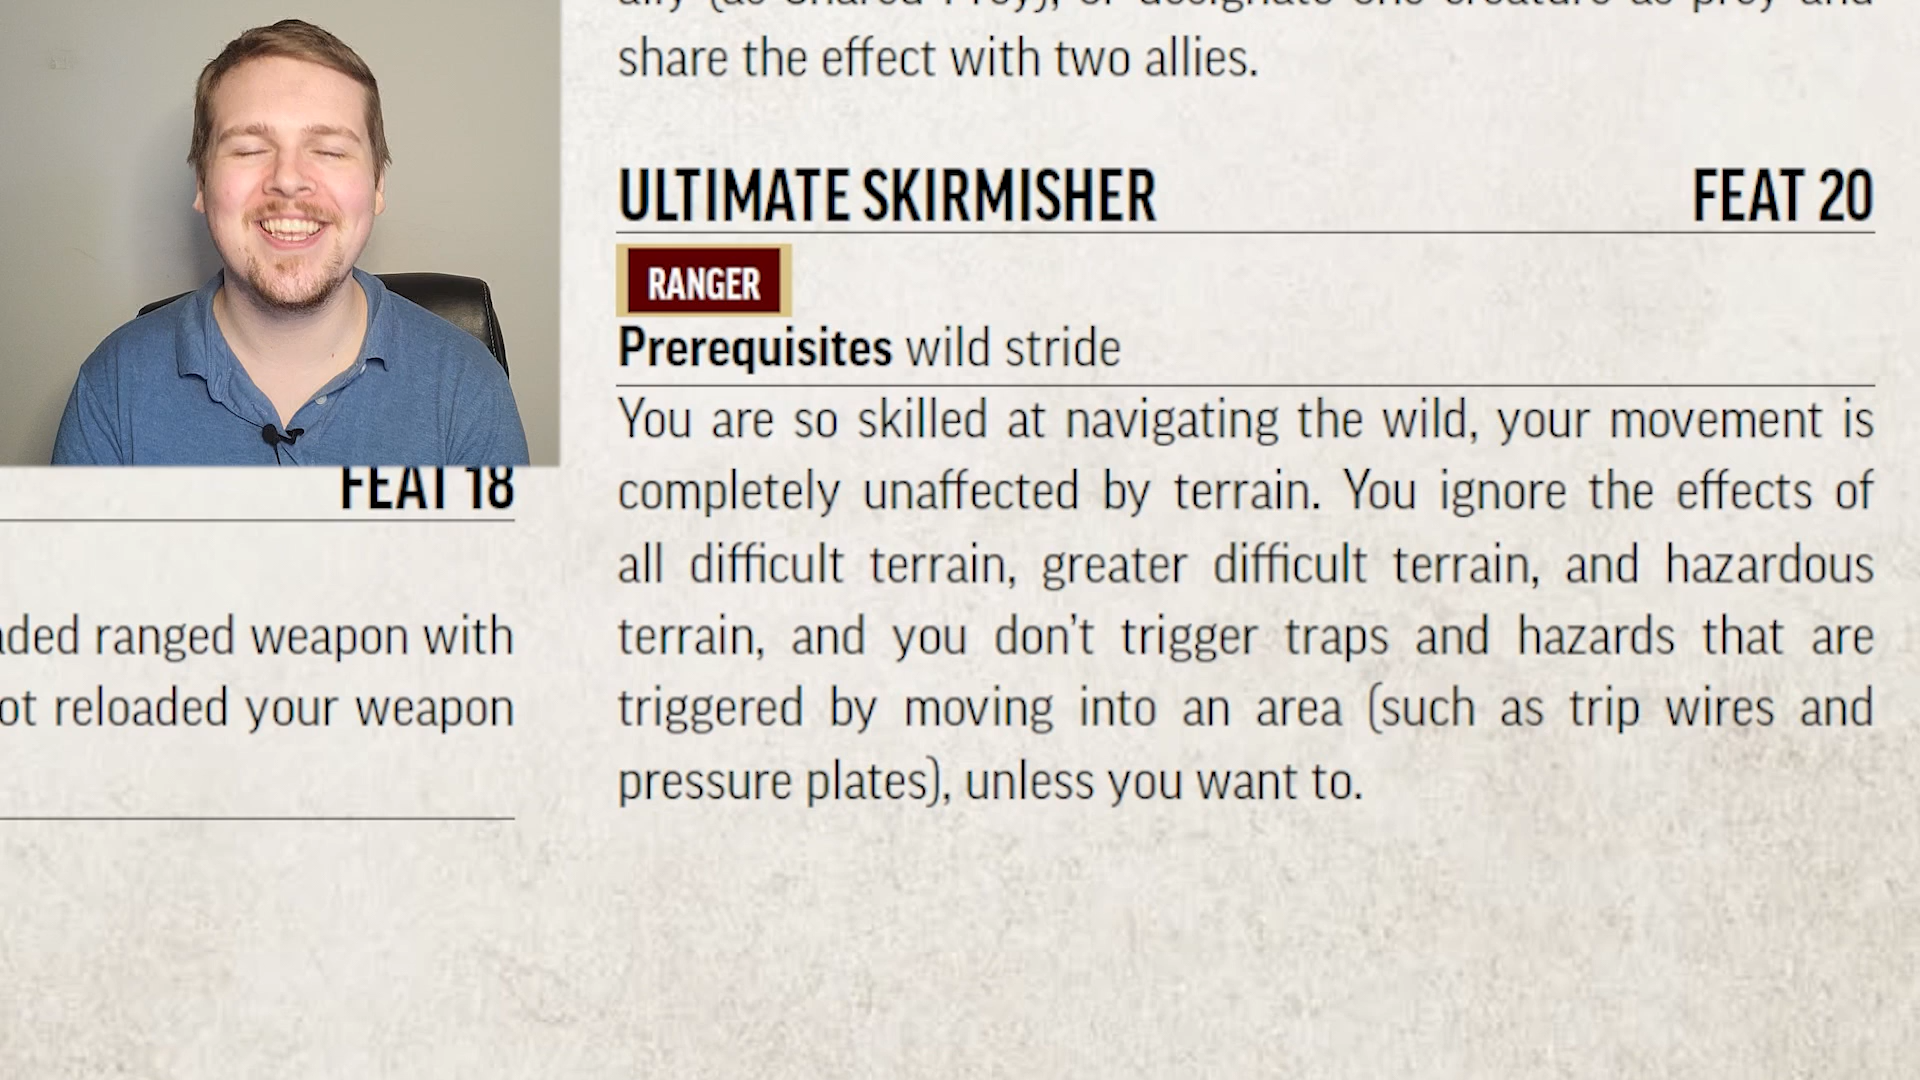 share the effect with two allies.
ULTIMATE SKIRMISHER FEAT 20
RANGER
Prerequisites wild stride
You are so skilled at navigating the wild, your movement is
completely unaffected by terrain. You ignore the effects of
all difficult terrain, greater difficult terrain, and hazardous
terrain, and you don't trigger traps and hazards that are
triggered by moving into an area (such as trip wires and
pressure plates), unless you want to.
FEAT 18
ranged weapon with
reloaded your weapon